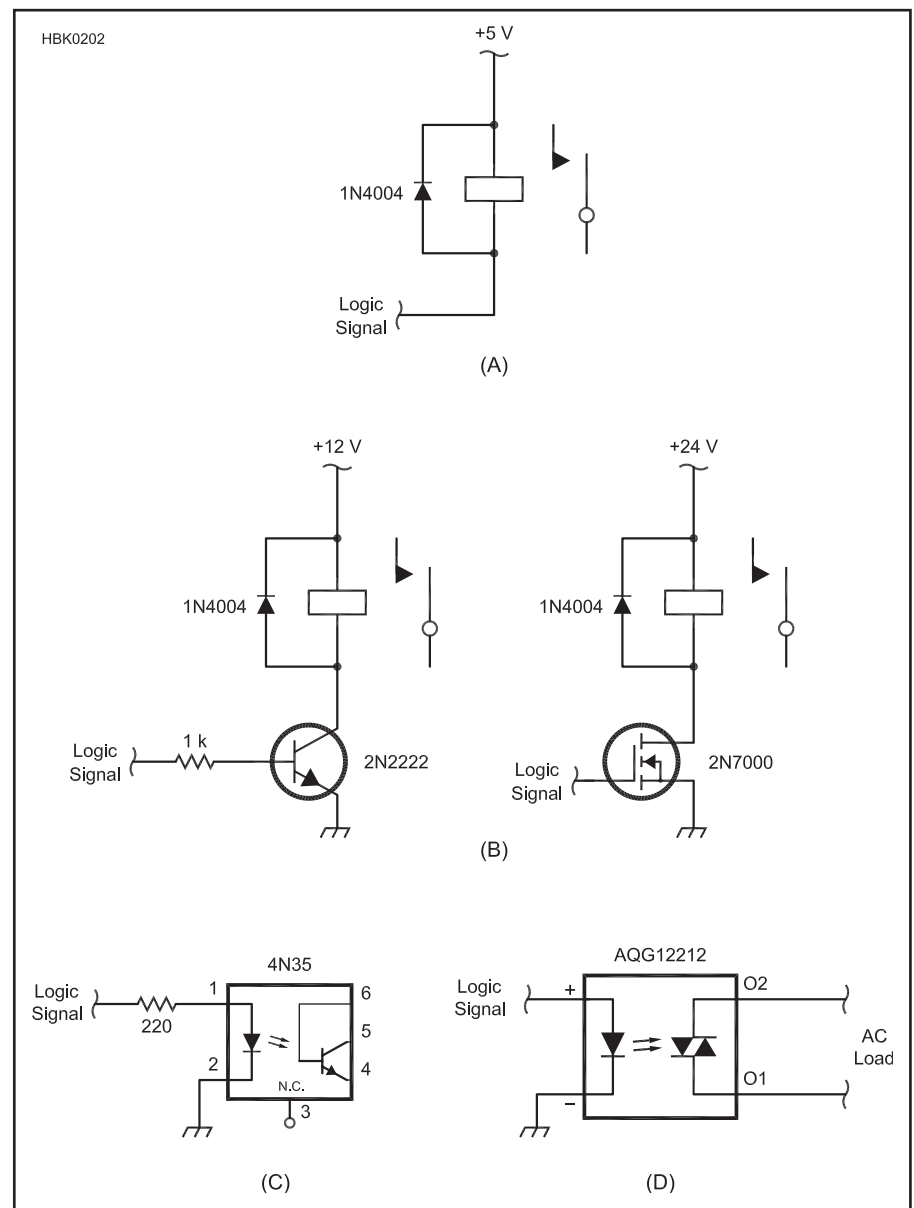 HBK0202
+5 V
1N4004
Logic
Signal
(A)
+12 V
1N4004
1 k
Logic
Signal
2N2222
+24 V
1N4004
Logic
Signal
2N7000
(B)
4N35
Logic
Signal
220
1
2
6
5
4
N.C.
3
(C)
AQG12212
Logic
Signal
+
–
O2
O1
AC
Load
(D)